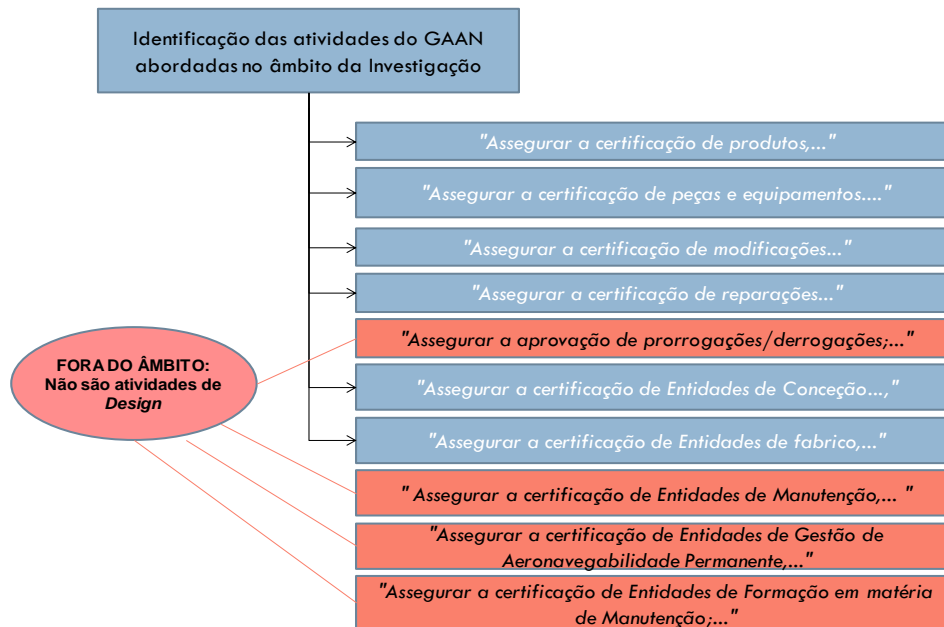 Identificação das atividades do GAAN
abordadas no âmbito da Investigação
"Assegurar a certificação de produtos,..."
"Assegurar a certificação de peças e equipamentos...."
"Assegurar a certificação de modificações..."
"Assegurar a certificação de reparações..."
"Assegurar a aprovação de prorrogações/derrogações;..."
FORA DO ÂMBITO:
Não são atividades de
Design
"Assegurar a certificação de Entidades de Conceção...,"
"Assegurar a certificação de Entidades de fabrico,..."
" Assegurar a certificação de Entidades de Manutenção,... "
"Assegurar a certificação de Entidades de Gestão de
Aeronavegabilidade Permanente,..."
"Assegurar a certificação de Entidades de Formação em matéria
de Manutenção;..."